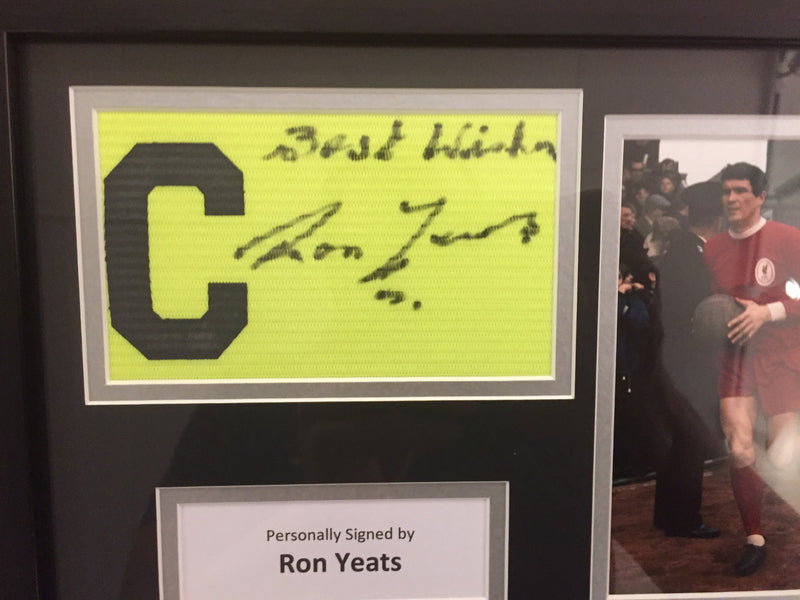 C
Best Wishes
Ron Yeats
Personally Signed by
Ron Yeats